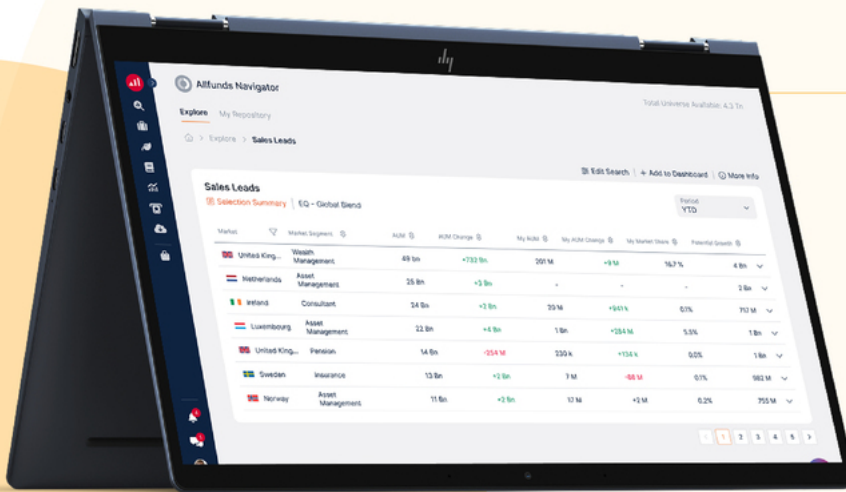 hp
Allfunds Navigator
Total Universe Available: 4,3 Tn
Explore My Repository
Explore > Sales Leads
Edit Search + Add to Dashboard More Info
Sales Leads
Selection Summary EQ - Global Blend
Period
YTD
Market Market Segment AUM AUM Change My AUM My AUM Change My Market Share Potential Growth
United King... Wealth Management 49 Bn 201 M +9 M 4 Bn
Netherlands Asset Management 25 Bn +3 Bn - - - 2 Bn
Ireland Consultant 24 Bn +2 Bn 20 M +941 k 0.1% 717 M
Luxembourg Asset Management 22 Bn +4 Bn 1 Bn +284 M 5.5% 1 Bn
United King... Pension 14 Bn -254 M 230 k +134 k 0.0% 1 Bn
Sweden Insurance 13 Bn +2 Bn 7 M -88 M 0.1% 982 M
Norway Asset Management 11 Bn +2 Bn 17 M +2 M 0.2% 755 M
< 1 2 3 4 5 >